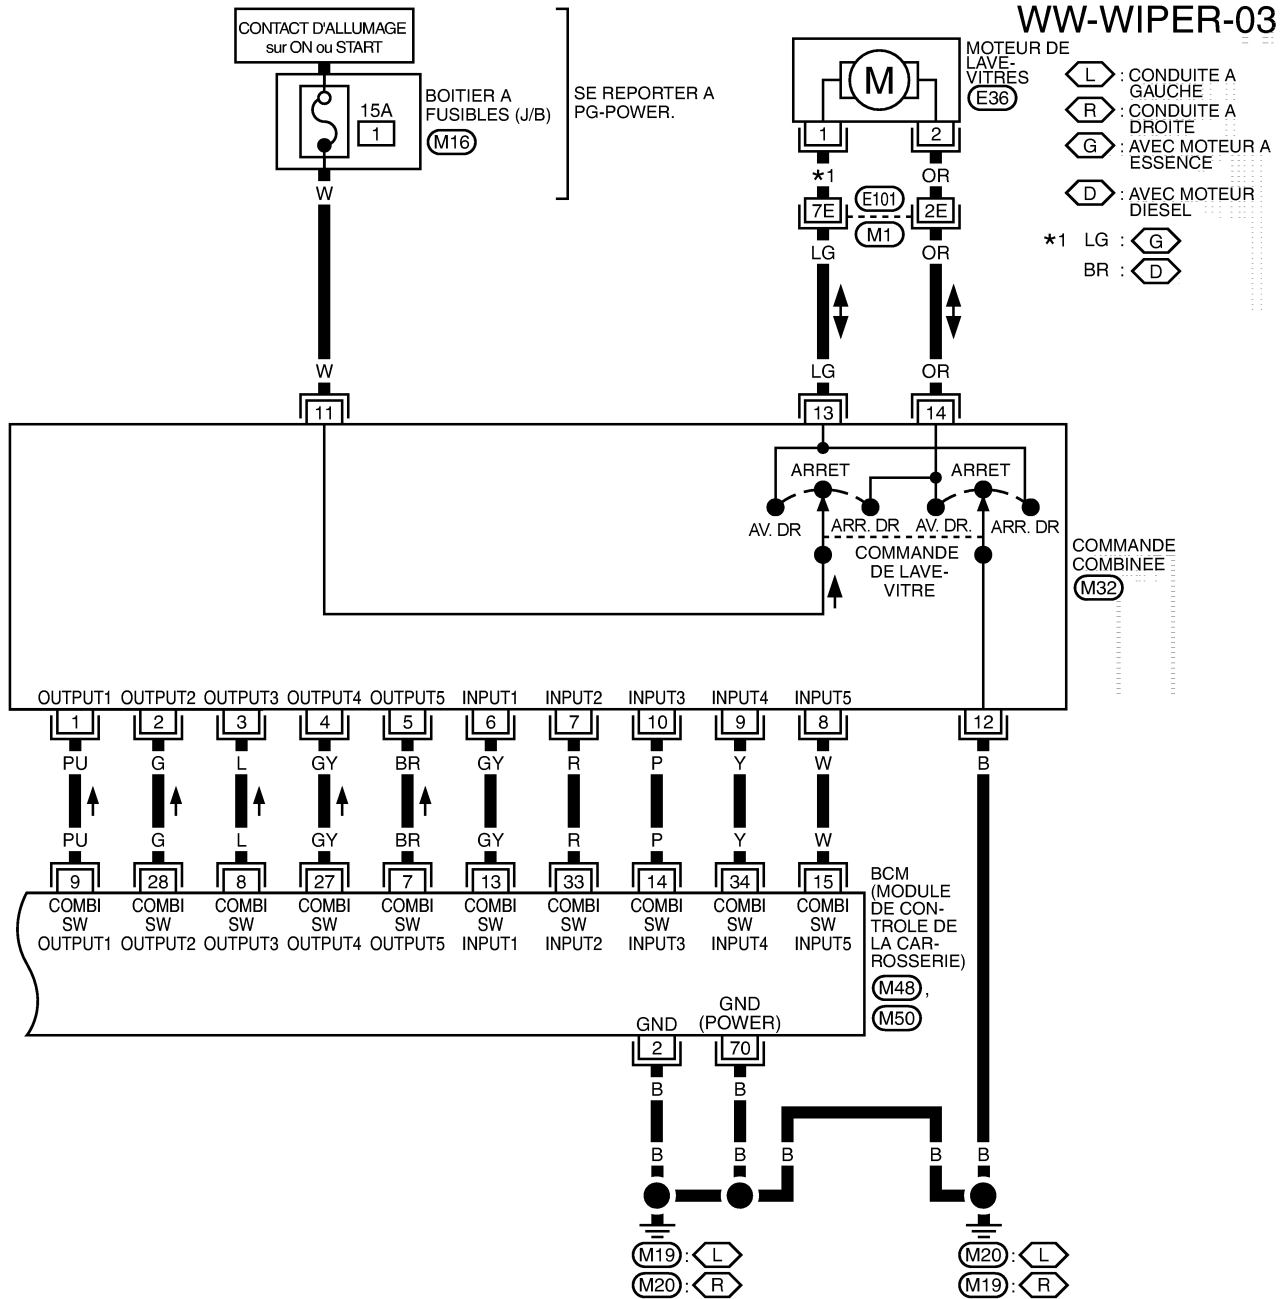 WW-WIPER-03
CONTACT D'ALLUMAGE
sur ON ou START
15A
1
BOITIER A
FUSIBLES (J/B)
M16
SE REPORTER A
PG-POWER.
M
MOTEUR DE
LAVE-
VITRES
E36
L : CONDUITE A
GAUCHE
R : CONDUITE A
DROITE
G : AVEC MOTEUR A
ESSENCE
D : AVEC MOTEUR
DIESEL
*1 LG : G
BR : D
1 2
W *1 OR
7E E101 2E
M1
LG OR
W LG OR
11 13 14
ARRET ARRET
AV. DR ARR. DR AV. DR. ARR. DR
COMMANDE
DE LAVE-
VITRE
COMMANDE
COMBINEE
M32
OUTPUT1 OUTPUT2 OUTPUT3 OUTPUT4 OUTPUT5 INPUT1 INPUT2 INPUT3 INPUT4 INPUT5
1 2 3 4 5 6 7 10 9 8 12
PU G L GY BR GY R P Y W B
PU G L GY BR GY R P Y W
9 28 8 27 7 13 33 14 34 15
COMBI COMBI COMBI COMBI COMBI COMBI COMBI COMBI COMBI COMBI
SW SW SW SW SW SW SW SW SW SW
OUTPUT1 OUTPUT2 OUTPUT3 OUTPUT4 OUTPUT5 INPUT1 INPUT2 INPUT3 INPUT4 INPUT5
BCM
(MODULE
DE CON-
TROLE DE
LA CAR-
ROSSERIE)
M48 ,
M50
GND GND
(POWER)
2 70
B B
B B B B B
M19 : L M20 : L
M20 : R M19 : R